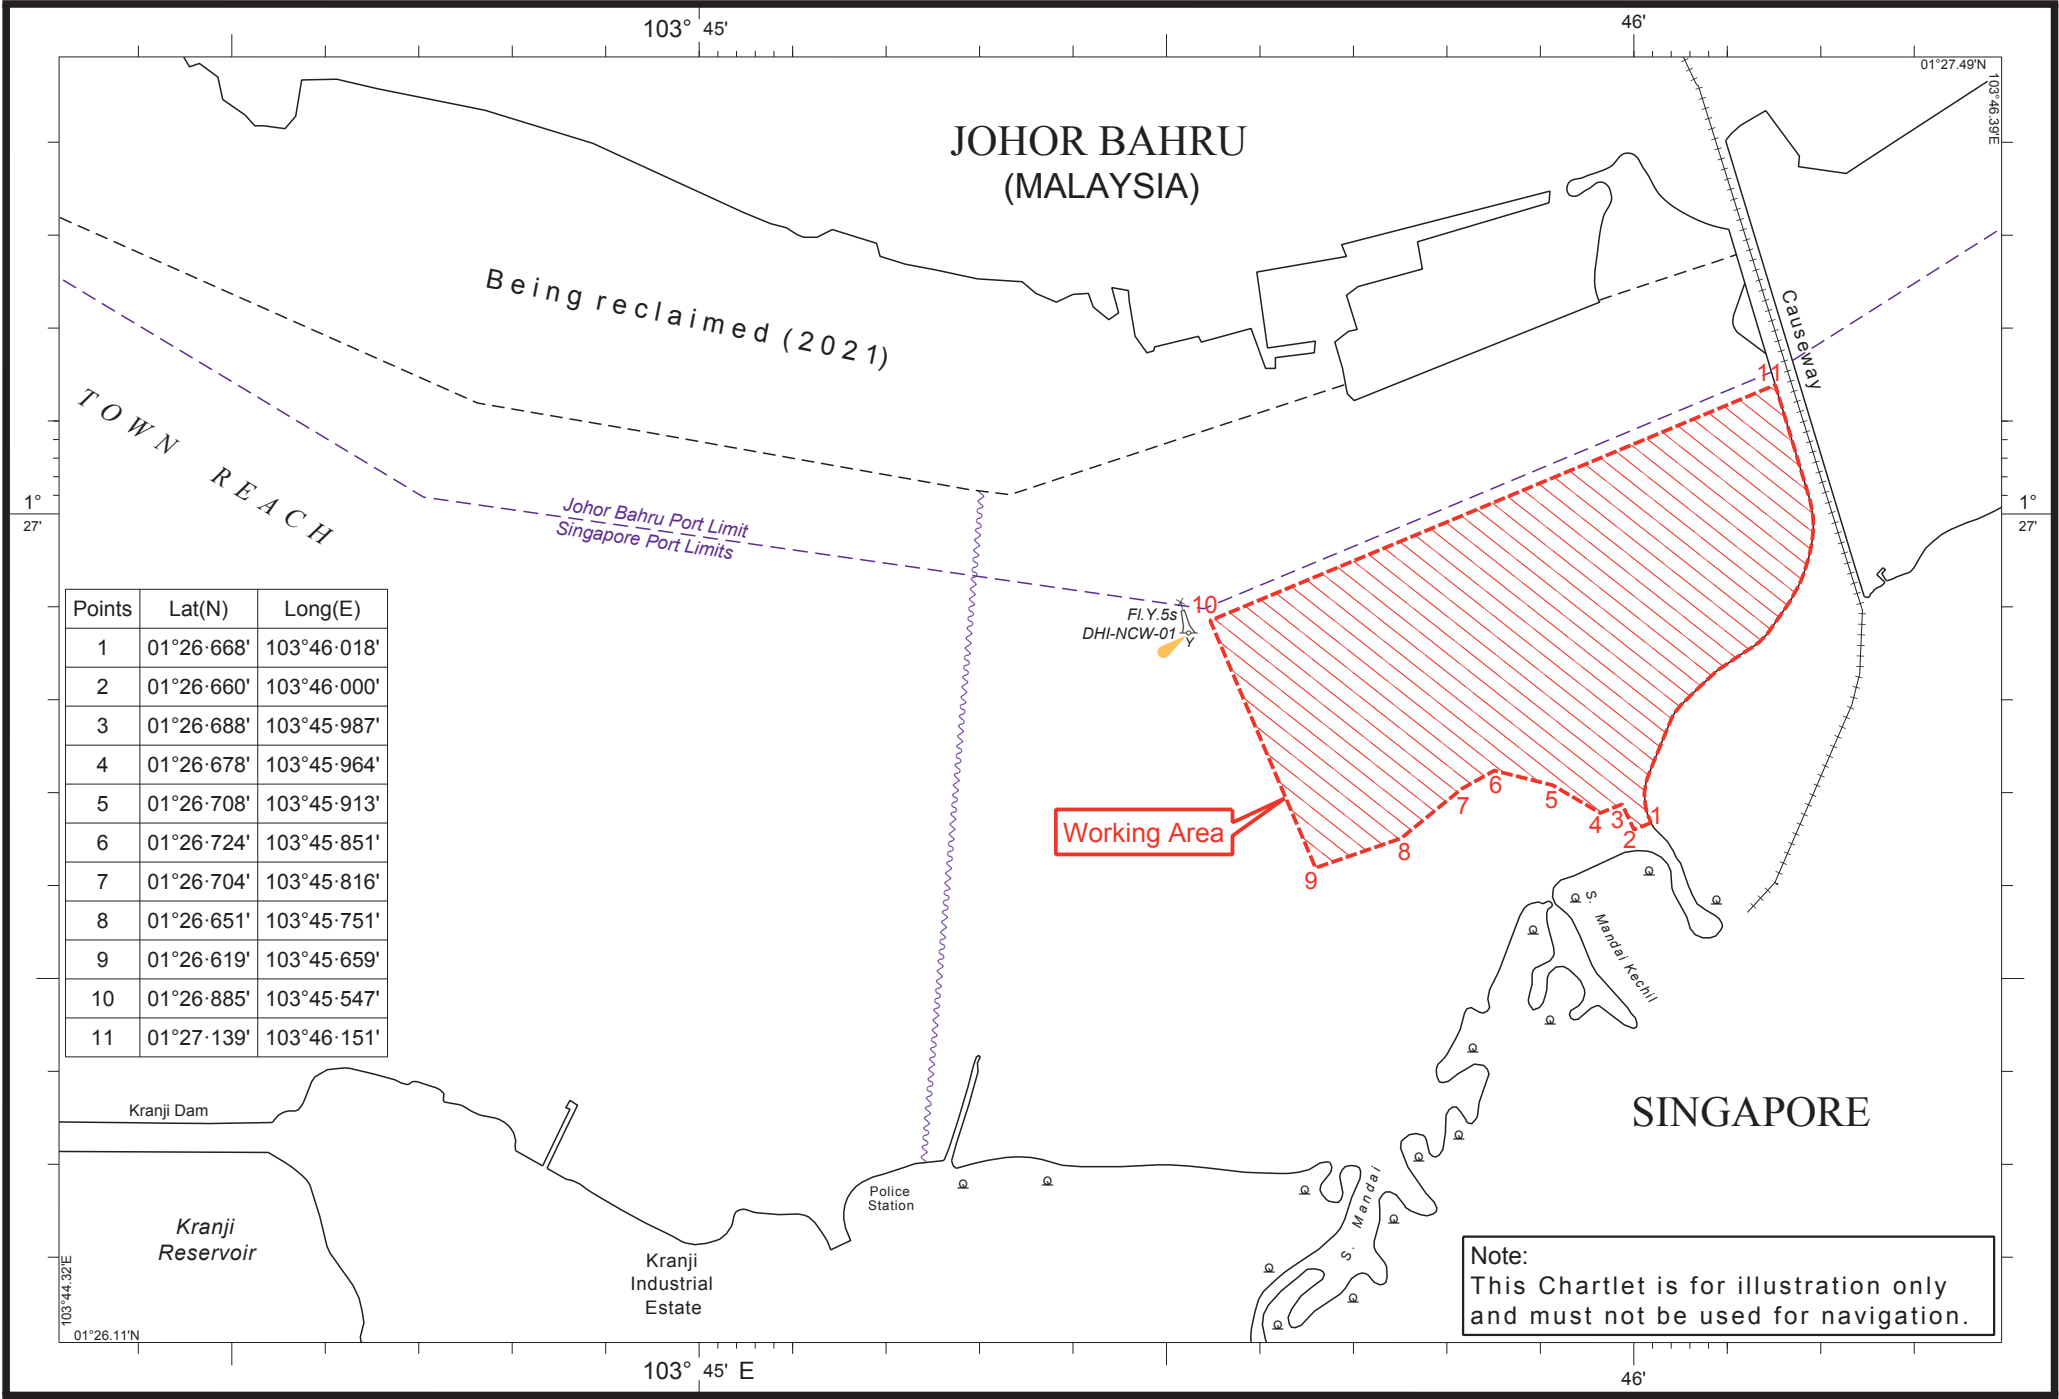 103° 45'
46'
01°27.49'N
103°46.39'E
JOHOR BAHRU
(MALAYSIA)
Being reclaimed (2021)
Causeway
TOWN REACH
1°
27'
1°
27'
Johor Bahru Port Limit
Singapore Port Limits
Fl.Y.5s
DHI-NCW-01
Y
11
10
Working Area
9
8
7
6
5
4
3
2
1
Points Lat(N) Long(E)
1 01°26·668' 103°46·018'
2 01°26·660' 103°46·000'
3 01°26·688' 103°45·987'
4 01°26·678' 103°45·964'
5 01°26·708' 103°45·913'
6 01°26·724' 103°45·851'
7 01°26·704' 103°45·816'
8 01°26·651' 103°45·751'
9 01°26·619' 103°45·659'
10 01°26·885' 103°45·547'
11 01°27·139' 103°46·151'
S. Mandai Kechil
SINGAPORE
Kranji Dam
Kranji
Reservoir
Police
Station
Kranji
Industrial
Estate
S. Mandai
Note:
This Chartlet is for illustration only
and must not be used for navigation.
103°44.32'E
01°26.11'N
103° 45' E
46'